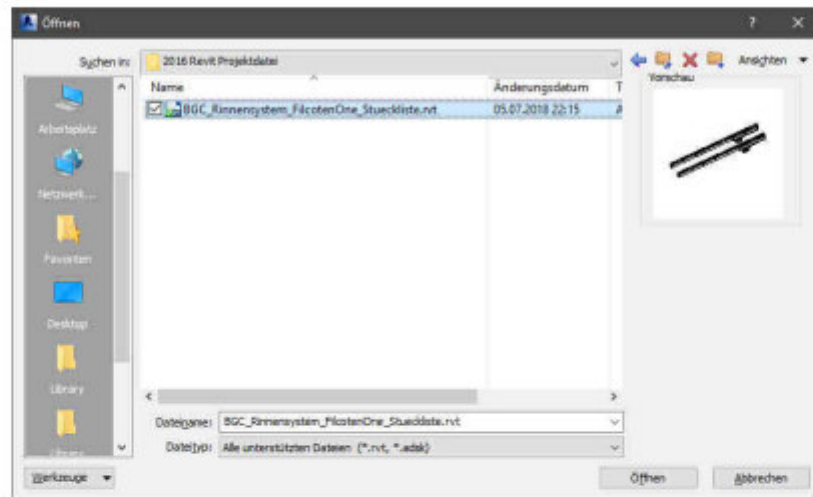 Öffnen
? ×
Suchen in:
2016 Revit Projektdatei
Ansichten
Vorschau
Name
Änderungsdatum
T
BGC_Rinnensystem_FilcotenOne_Stueckliste.rvt
05.07.2018 22:15
A
Arbeitsplatz
Netzwerk...
Favoriten
Desktop
Library
Library
Dateiname:
BGC_Rinnensystem_FilcotenOne_Stueckliste.rvt
Dateityp:
Alle unterstützten Dateien (*.rvt, *.adsk)
Werkzeuge
Öffnen
Abbrechen